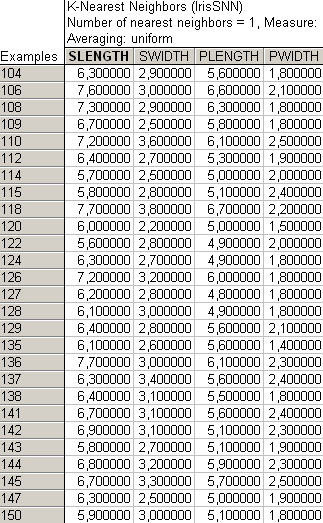 K-Nearest Neighbors (IrisSNN)
Number of nearest neighbors = 1, Measure:
Averaging: uniform
Examples SLENGTH SWIDTH PLENGTH PWIDTH
104 6,300000 2,900000 5,600000 1,800000
106 7,600000 3,000000 6,600000 2,100000
108 7,300000 2,900000 6,300000 1,800000
109 6,700000 2,500000 5,800000 1,800000
110 7,200000 3,600000 6,100000 2,500000
112 6,400000 2,700000 5,300000 1,900000
114 5,700000 2,500000 5,000000 2,000000
115 5,800000 2,800000 5,100000 2,400000
118 7,700000 3,800000 6,700000 2,200000
120 6,000000 2,200000 5,000000 1,500000
122 5,600000 2,800000 4,900000 2,000000
124 6,300000 2,700000 4,900000 1,800000
126 7,200000 3,200000 6,000000 1,800000
127 6,200000 2,800000 4,800000 1,800000
128 6,100000 3,000000 4,900000 1,800000
129 6,400000 2,800000 5,600000 2,100000
135 6,100000 2,600000 5,600000 1,400000
136 7,700000 3,000000 6,100000 2,300000
137 6,300000 3,400000 5,600000 2,400000
138 6,400000 3,100000 5,500000 1,800000
141 6,700000 3,100000 5,600000 2,400000
142 6,900000 3,100000 5,100000 2,300000
143 5,800000 2,700000 5,100000 1,900000
144 6,800000 3,200000 5,900000 2,300000
145 6,700000 3,300000 5,700000 2,500000
147 6,300000 2,500000 5,000000 1,900000
150 5,900000 3,000000 5,100000 1,800000